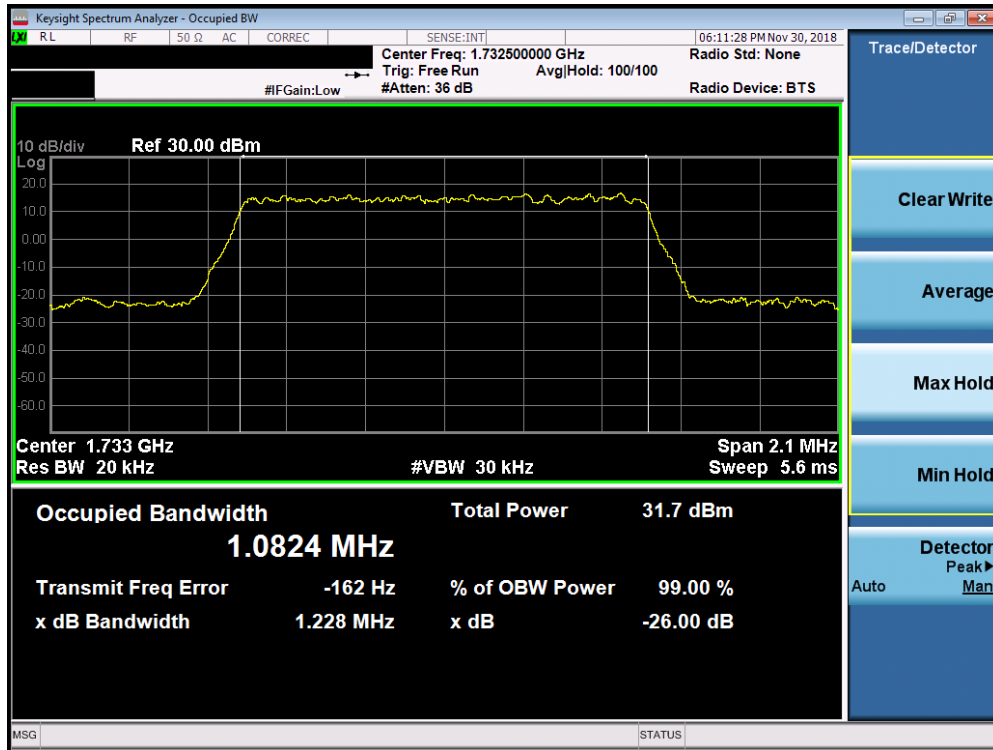 Keysight Spectrum Analyzer - Occupied BW
LXI RL RF 50 Ω AC CORREC SENSE:INT 06:11:28 PM Nov 30, 2018
Center Freq: 1.732500000 GHz Radio Std: None
Trig: Free Run Avg|Hold: 100/100
#IFGain:Low #Atten: 36 dB Radio Device: BTS
10 dB/div Ref 30.00 dBm
Log
20.0
10.0
0.00
-10.0
-20.0
-30.0
-40.0
-50.0
-60.0
Center 1.733 GHz Span 2.1 MHz
Res BW 20 kHz #VBW 30 kHz Sweep 5.6 ms
Occupied Bandwidth Total Power 31.7 dBm
1.0824 MHz
Transmit Freq Error -162 Hz % of OBW Power 99.00 %
x dB Bandwidth 1.228 MHz x dB -26.00 dB
MSG STATUS
Trace/Detector
Clear Write
Average
Max Hold
Min Hold
Detector
Peak▶
Auto Man